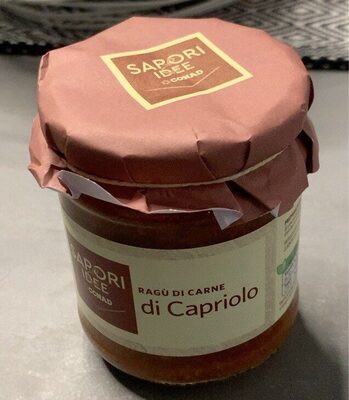 SAPORI
IDEE
CONAD
SAPORI
IDEE
CONAD
RAGÙ DI CARNE
di Capriolo